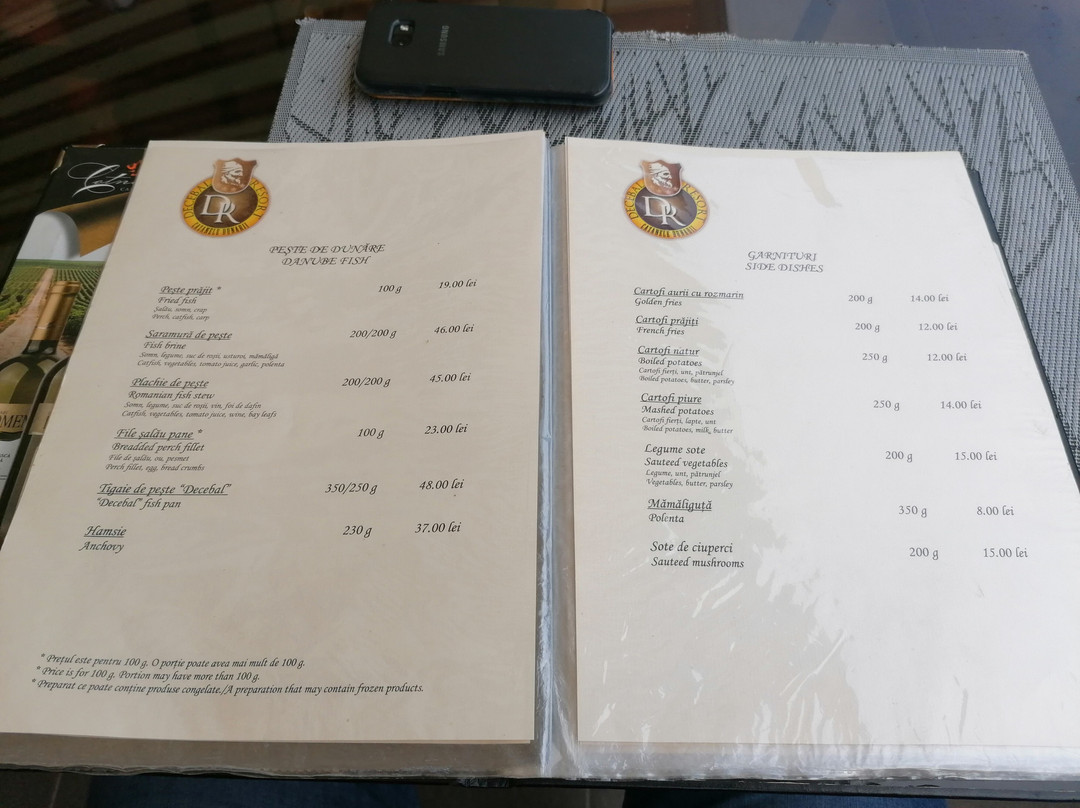 SAMSUNG
DECEBAL RESORT
DR
CAZANELE DUNARII
PEȘTE DE DUNĂRE
DANUBE FISH
Pește prăjit * 100 g 19.00 lei
Fried fish
Șalău, somn, crap
Perch, catfish, carp
Saramură de pește 200/200 g 46.00 lei
Fish brine
Somn, legume, suc de roșii, usturoi, mămăligă
Catfish, vegetables, tomato juice, garlic, polenta
Plachie de pește 200/200 g 45.00 lei
Romanian fish stew
Somn, legume, suc de roșii, vin, foi de dafin
Catfish, vegetables, tomato juice, wine, bay leafs
File șalău pane * 100 g 23.00 lei
Breadded perch fillet
File de șalău, ou, pesmet
Perch fillet, egg, bread crumbs
Tigaie de pește "Decebal" 350/250 g 48.00 lei
"Decebal" fish pan
Hamsie 230 g 37.00 lei
Anchovy
* Prețul este pentru 100 g. O porție poate avea mai mult de 100 g.
* Price is for 100 g. Portion may have more than 100 g.
* Preparat ce poate conține produse congelate./A preparation that may contain frozen products.
DECEBAL RESORT
DR
CAZANELE DUNARII
GARNITURI
SIDE DISHES
Cartofi aurii cu rozmarin 200 g 14.00 lei
Golden fries
Cartofi prăjiți 200 g 12.00 lei
French fries
Cartofi natur 250 g 12.00 lei
Boiled potatoes
Cartofi fierți, unt, pătrunjel
Boiled potatoes, butter, parsley
Cartofi piure 250 g 14.00 lei
Mashed potatoes
Cartofi fierți, lapte, unt
Boiled potatoes, milk, butter
Legume sote 200 g 15.00 lei
Sauteed vegetables
Legume, unt, pătrunjel
Vegetables, butter, parsley
Mămăliguță 350 g 8.00 lei
Polenta
Sote de ciuperci 200 g 15.00 lei
Sauteed mushrooms